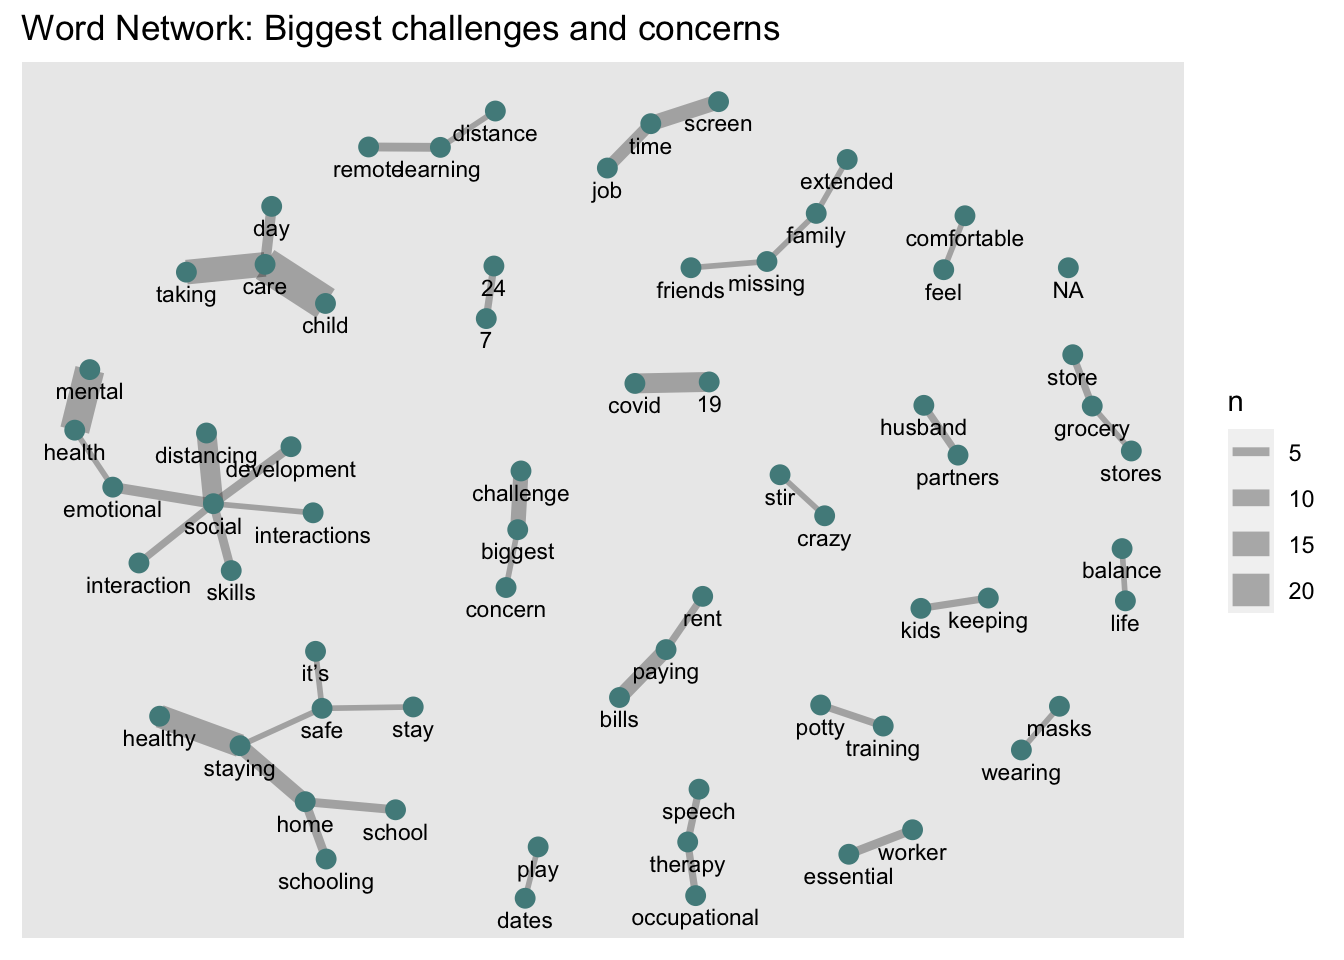 Word Network: Biggest challenges and concerns
distance
screen
remote
learning
time
job
extended
day
family
comfortable
taking
care
24
friends
missing
feel
NA
child
7
mental
covid
19
store
husband
grocery
health
distancing
development
partners
stores
emotional
social
challenge
stir
interactions
biggest
crazy
interaction
skills
concern
balance
rent
kids
keeping
life
it's
paying
healthy
safe
stay
bills
potty
masks
staying
training
wearing
home
school
speech
schooling
play
therapy
worker
essential
dates
occupational
n
5
10
15
20